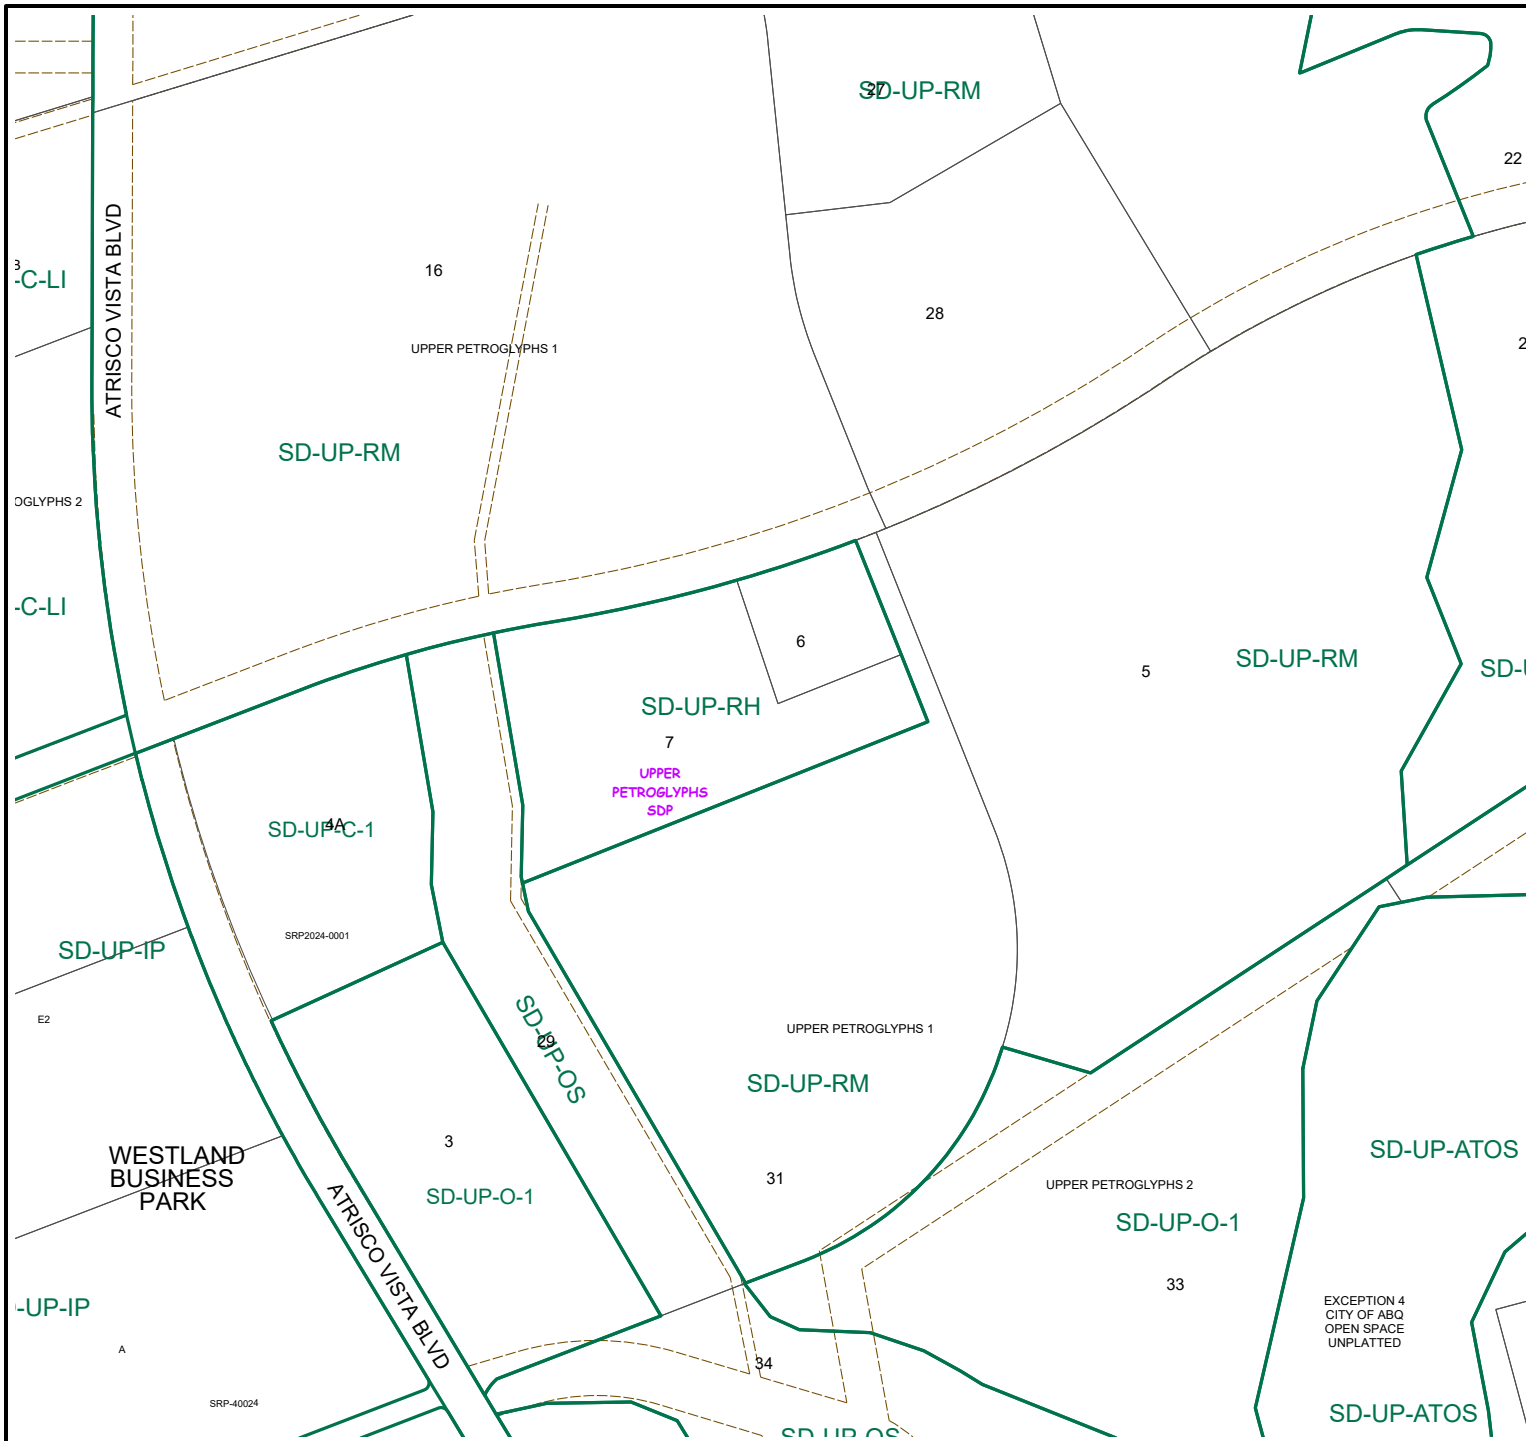 27
SD-UP-RM
22
ATRISCO VISTA BLVD
-C-LI
16
28
UPPER PETROGLYPHS 1
SD-UP-RM
OGLYPHS 2
-C-LI
6
5
SD-UP-RM
SD-U
SD-UP-RH
7
UPPER
PETROGLYPHS
SDP
4A
SD-UP-C-1
SRP2024-0001
SD-UP-IP
E2
SD-UP-OS
29
UPPER PETROGLYPHS 1
SD-UP-RM
3
SD-UP-O-1
WESTLAND
BUSINESS
PARK
31
UPPER PETROGLYPHS 2
SD-UP-O-1
SD-UP-ATOS
ATRISCO VISTA BLVD
33
-UP-IP
A
EXCEPTION 4
CITY OF ABQ
OPEN SPACE
UNPLATTED
34
SRP-40024
SD-UP-OS
SD-UP-ATOS